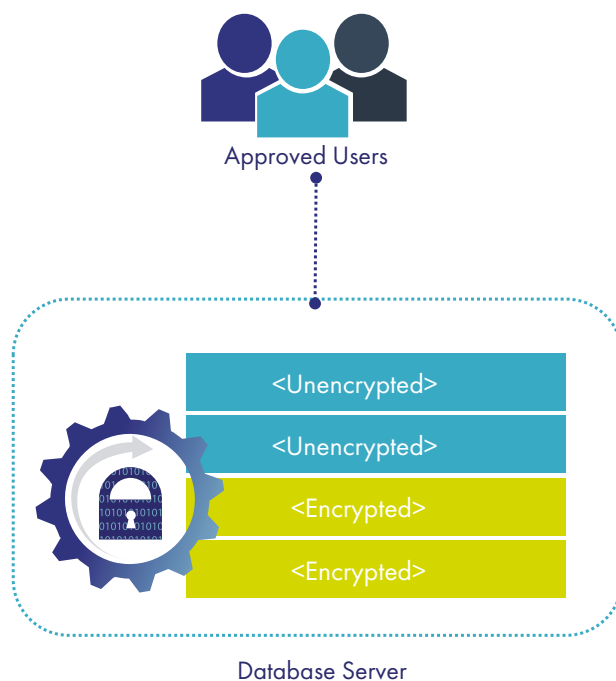 Approved Users
<Unencrypted>
<Unencrypted>
<Encrypted>
<Encrypted>
Database Server